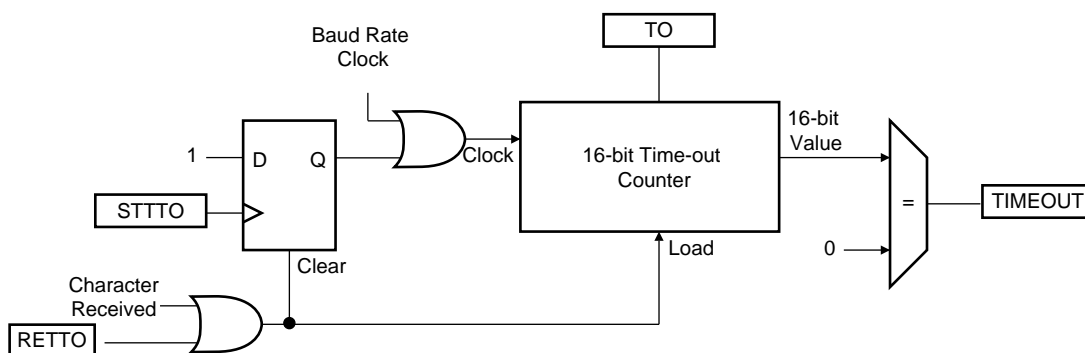 TO
Baud Rate
Clock
16-bit
Value
1
D
Q
Clock
16-bit Time-out
Counter
=
TIMEOUT
STTTO
0
Load
Clear
Character
Received
RETTO